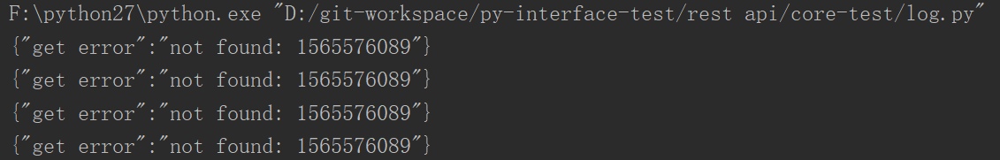 F:\python27\python.exe "D:/git-workspace/py-interface-test/rest api/core-test/log.py"
{"get error":"not found: 1565576089"}
{"get error":"not found: 1565576089"}
{"get error":"not found: 1565576089"}
{"get error":"not found: 1565576089"}